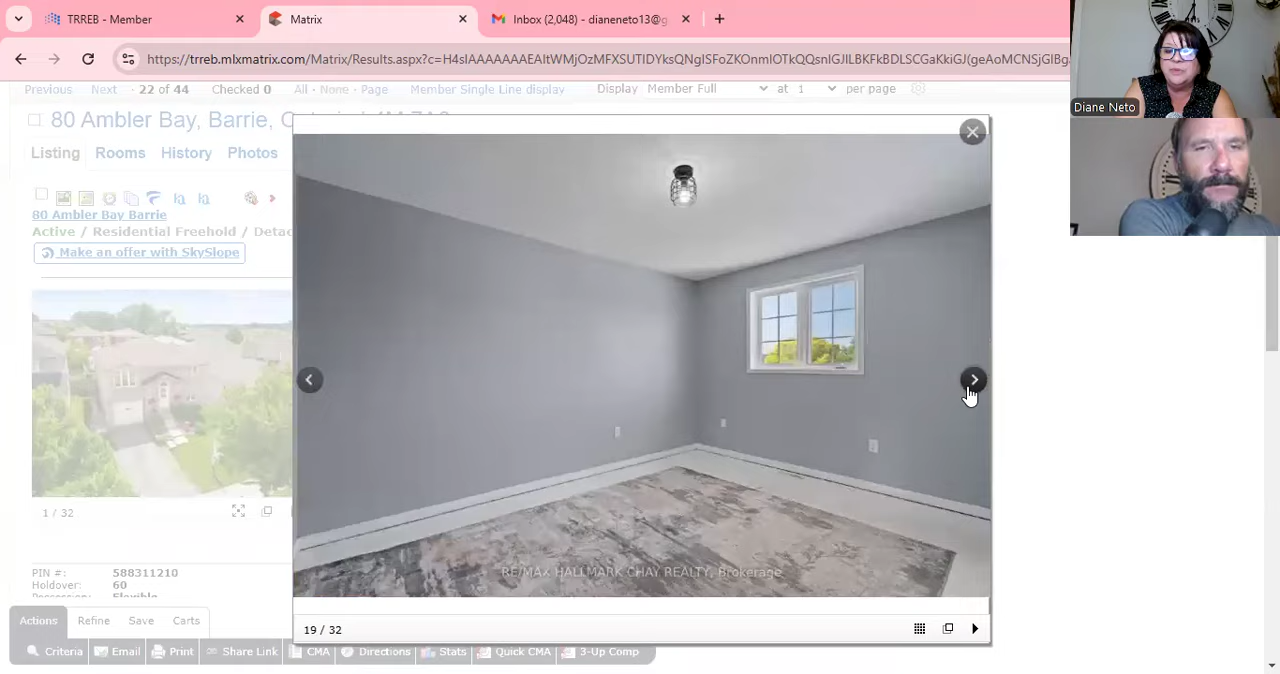 TRREB - Member
Matrix
Inbox (2,048) - dianeneto13@g
https://trreb.mlxmatrix.com/Matrix/Results.aspx?c=
Previous Next · 22 of 44 Checked 0 All · None · Page Member Single Line display Display Member Full at 1 per page
80 Ambler Bay, Barrie,
Listing Rooms History Photos
80 Ambler Bay Barrie
Active / Residential Freehold / Detac
Make an offer with SkySlope
1 / 32
PIN #: 588311210
Holdover: 60
Possession: Flexible
Actions Refine Save Carts
Criteria Email Print Share Link CMA Directions Stats Quick CMA 3-Up Comp
RE/MAX HALLMARK CHAY REALTY, Brokerage
19 / 32
Diane Neto